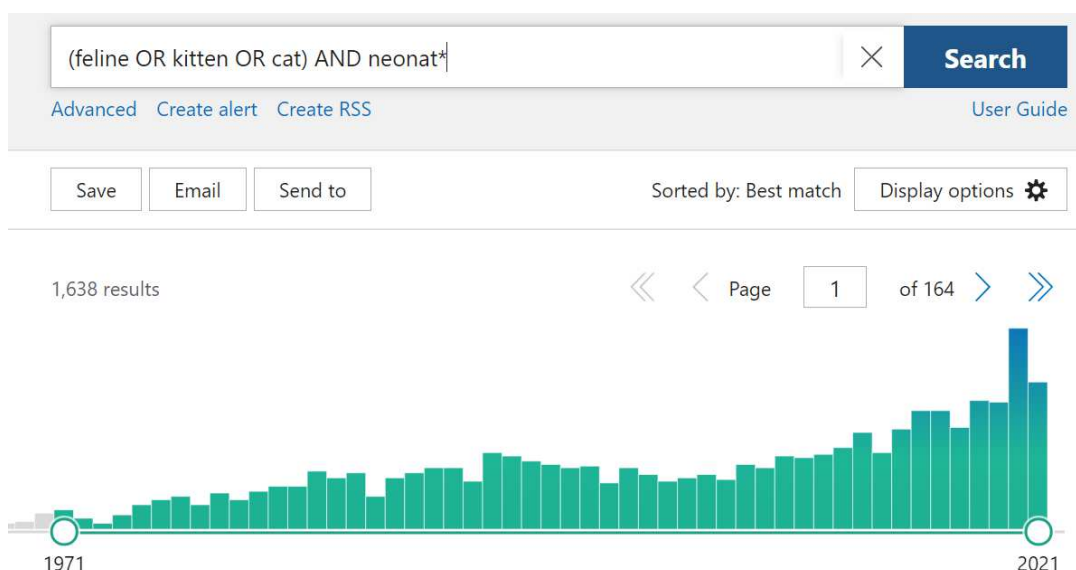 (feline OR kitten OR cat) AND neonat*
Search
Advanced Create alert Create RSS
User Guide
Save Email Send to
Sorted by: Best match Display options
1,638 results
Page 1 of 164
1971
2021